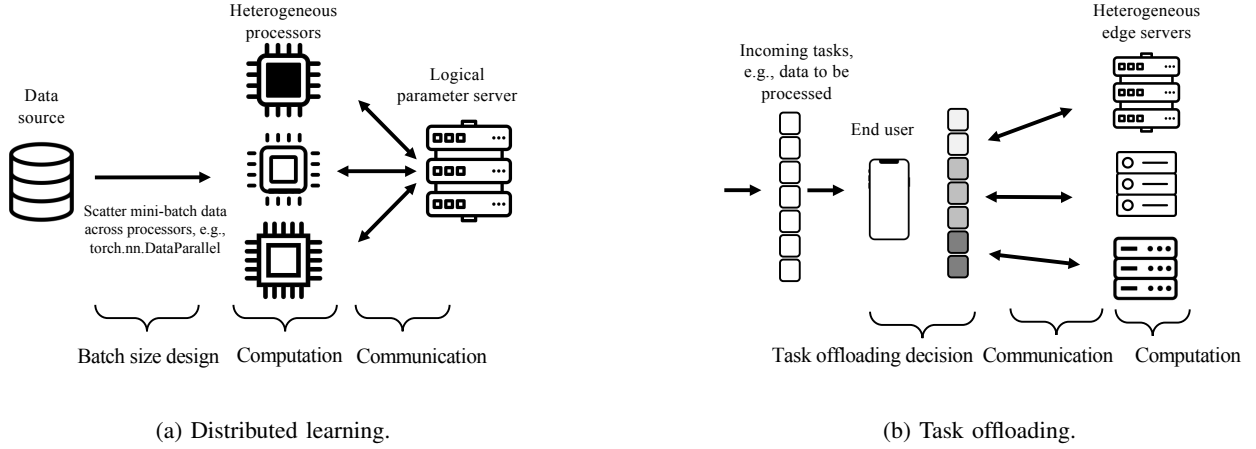 Heterogeneous
processors
Logical
parameter server
Data
source
Scatter mini-batch data
across processors, e.g.,
torch.nn.DataParallel
Batch size design
Computation
Communication
(a) Distributed learning.
Heterogeneous
edge servers
Incoming tasks,
e.g., data to be
processed
End user
Task offloading decision
Communication
Computation
(b) Task offloading.